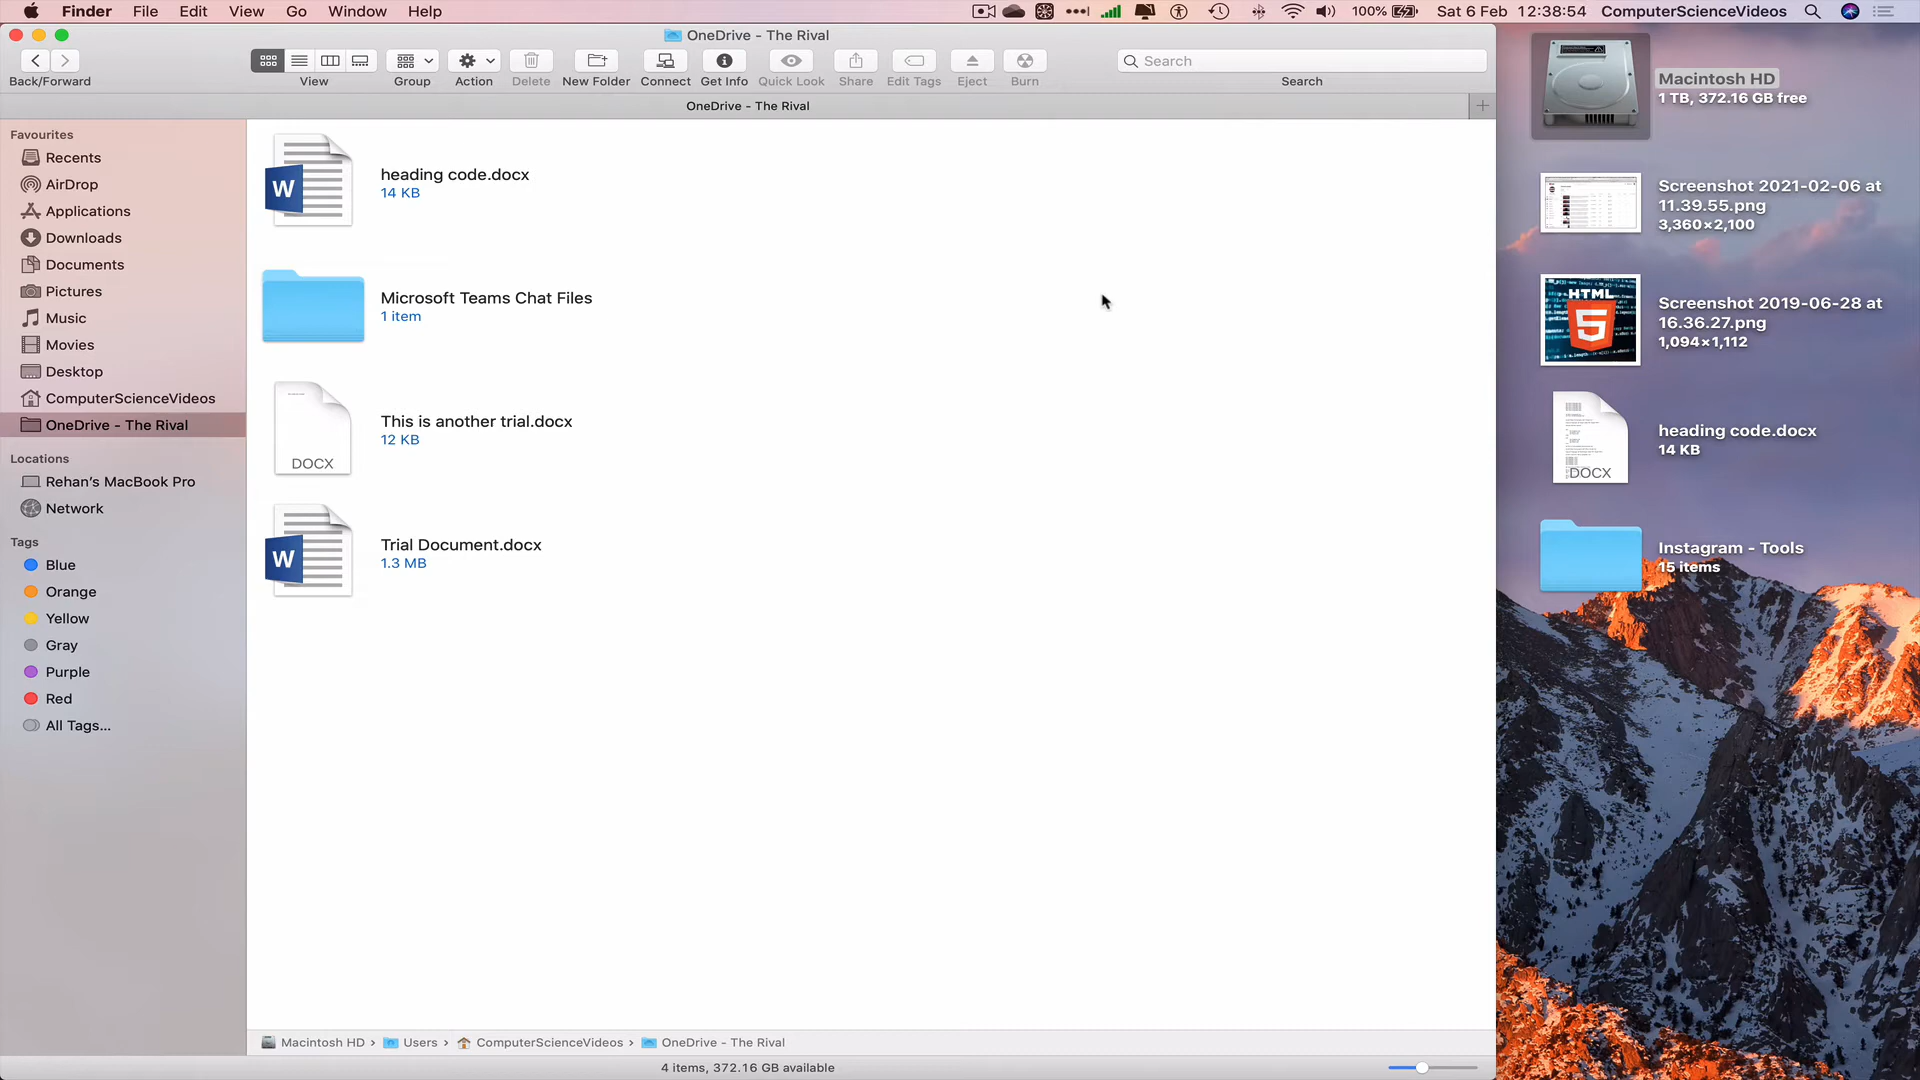 Finder File Edit View Go Window Help
100% Sat 6 Feb 12:38:54 ComputerScienceVideos
OneDrive - The Rival
Search
Back/Forward View Group Action Delete New Folder Connect Get Info Quick Look Share Edit Tags Eject Burn Search
OneDrive - The Rival
Favourites
Recents
AirDrop
Applications
Downloads
Documents
Pictures
Music
Movies
Desktop
ComputerScienceVideos
OneDrive - The Rival
Locations
Rehan's MacBook Pro
Network
Tags
Blue
Orange
Yellow
Gray
Purple
Red
All Tags...
W
heading code.docx
14 KB
Microsoft Teams Chat Files
1 item
DOCX
This is another trial.docx
12 KB
W
Trial Document.docx
1.3 MB
Macintosh HD › Users › ComputerScienceVideos › OneDrive - The Rival
4 items, 372.16 GB available
Macintosh HD
1 TB, 372.16 GB free
Screenshot 2021-02-06 at
11.39.55.png
3,360×2,100
HTML
5
Screenshot 2019-06-28 at
16.36.27.png
1,094×1,112
DOCX
heading code.docx
14 KB
Instagram - Tools
15 items